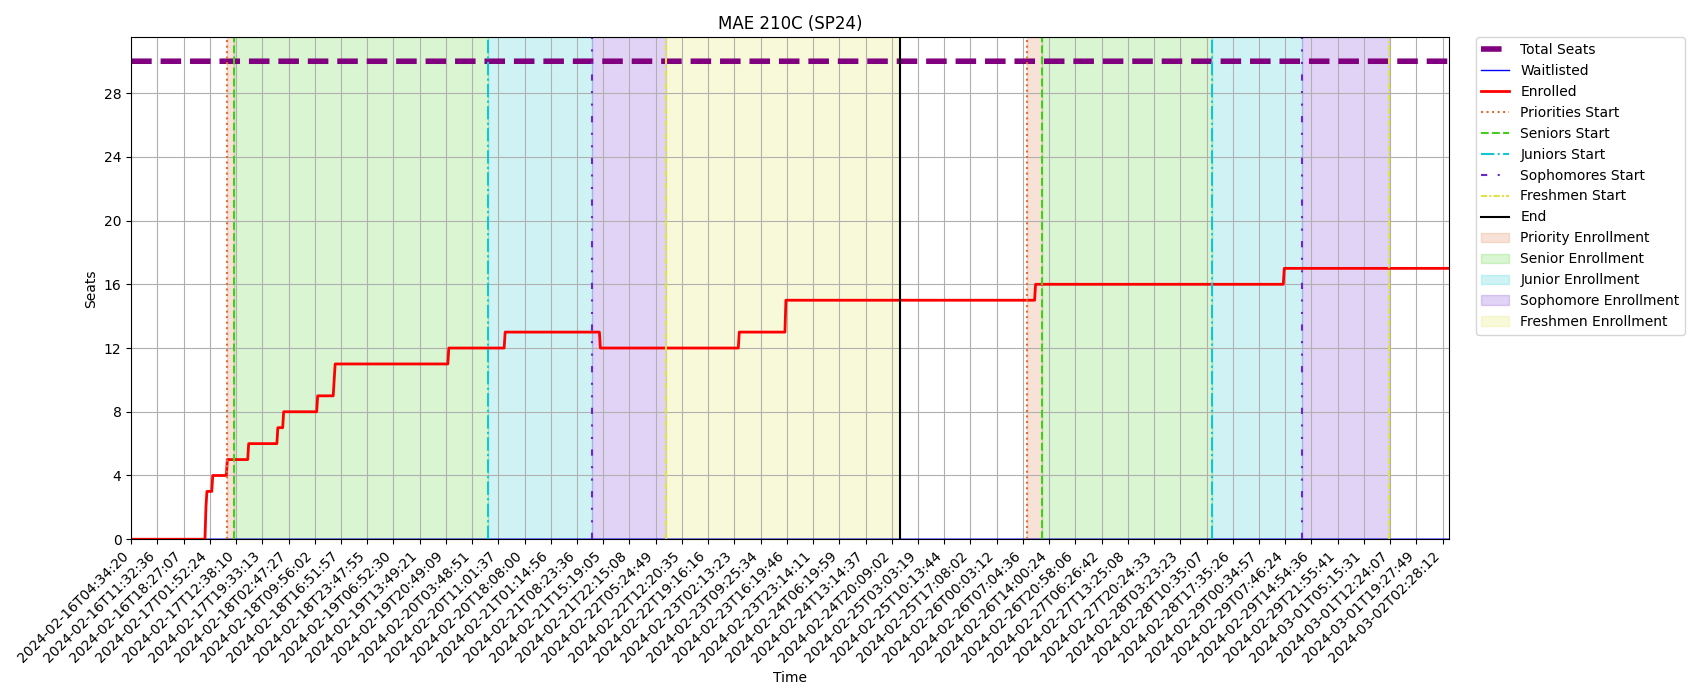 MAE 210C (SP24)
Seats
28
24
20
16
12
8
4
0
2024-02-16T04:34:20
2024-02-16T11:32:36
2024-02-16T18:27:07
2024-02-17T01:52:24
2024-02-17T12:38:10
2024-02-17T19:33:13
2024-02-18T02:47:27
2024-02-18T09:56:02
2024-02-18T16:51:57
2024-02-18T23:47:55
2024-02-19T06:52:30
2024-02-19T13:49:21
2024-02-19T20:49:09
2024-02-20T03:48:51
2024-02-20T11:01:37
2024-02-20T18:08:00
2024-02-21T01:14:56
2024-02-21T08:23:36
2024-02-21T15:19:05
2024-02-21T22:15:08
2024-02-22T05:24:49
2024-02-22T12:20:35
2024-02-22T19:16:16
2024-02-23T02:13:23
2024-02-23T09:25:34
2024-02-23T16:19:46
2024-02-23T23:14:11
2024-02-24T06:19:59
2024-02-24T13:14:37
2024-02-24T20:09:02
2024-02-25T03:03:19
2024-02-25T10:13:44
2024-02-25T17:08:02
2024-02-26T00:03:12
2024-02-26T07:04:36
2024-02-26T14:00:24
2024-02-26T20:58:06
2024-02-27T06:26:42
2024-02-27T13:25:08
2024-02-27T20:24:33
2024-02-28T03:23:23
2024-02-28T10:35:07
2024-02-28T17:35:26
2024-02-29T00:34:57
2024-02-29T07:46:24
2024-02-29T14:54:36
2024-02-29T21:55:41
2024-03-01T05:15:31
2024-03-01T12:24:07
2024-03-01T19:27:49
2024-03-02T02:28:12
Time
Total Seats
Waitlisted
Enrolled
Priorities Start
Seniors Start
Juniors Start
Sophomores Start
Freshmen Start
End
Priority Enrollment
Senior Enrollment
Junior Enrollment
Sophomore Enrollment
Freshmen Enrollment